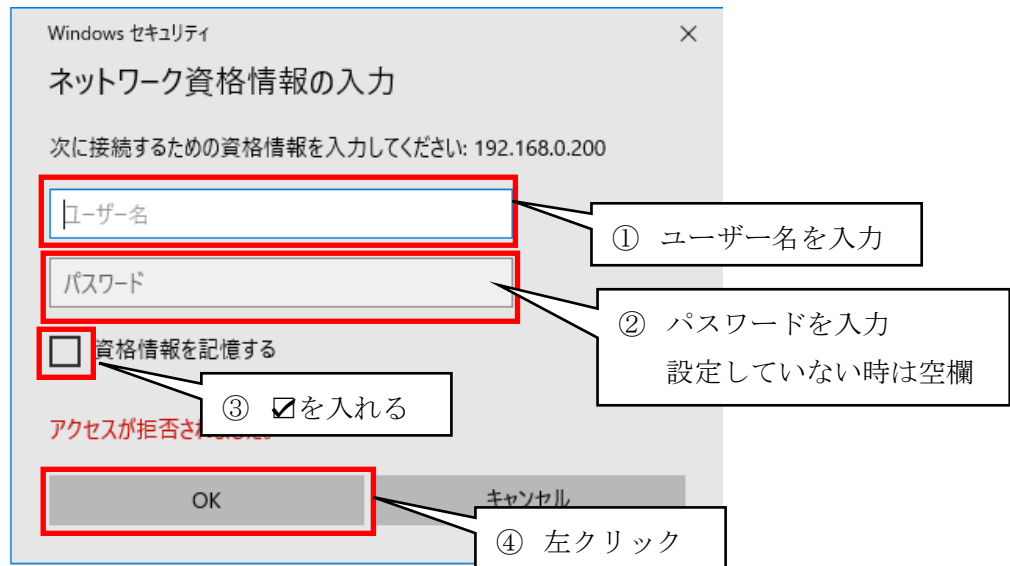 Windows セキュリティ
ネットワーク資格情報の入力
次に接続するための資格情報を入力してください: 192.168.0.200
ユーザー名
① ユーザー名を入力
パスワード
② パスワードを入力
設定していない時は空欄
資格情報を記憶する
③ ☑を入れる
アクセスが拒否さ
OK
キャンセル
④ 左クリック